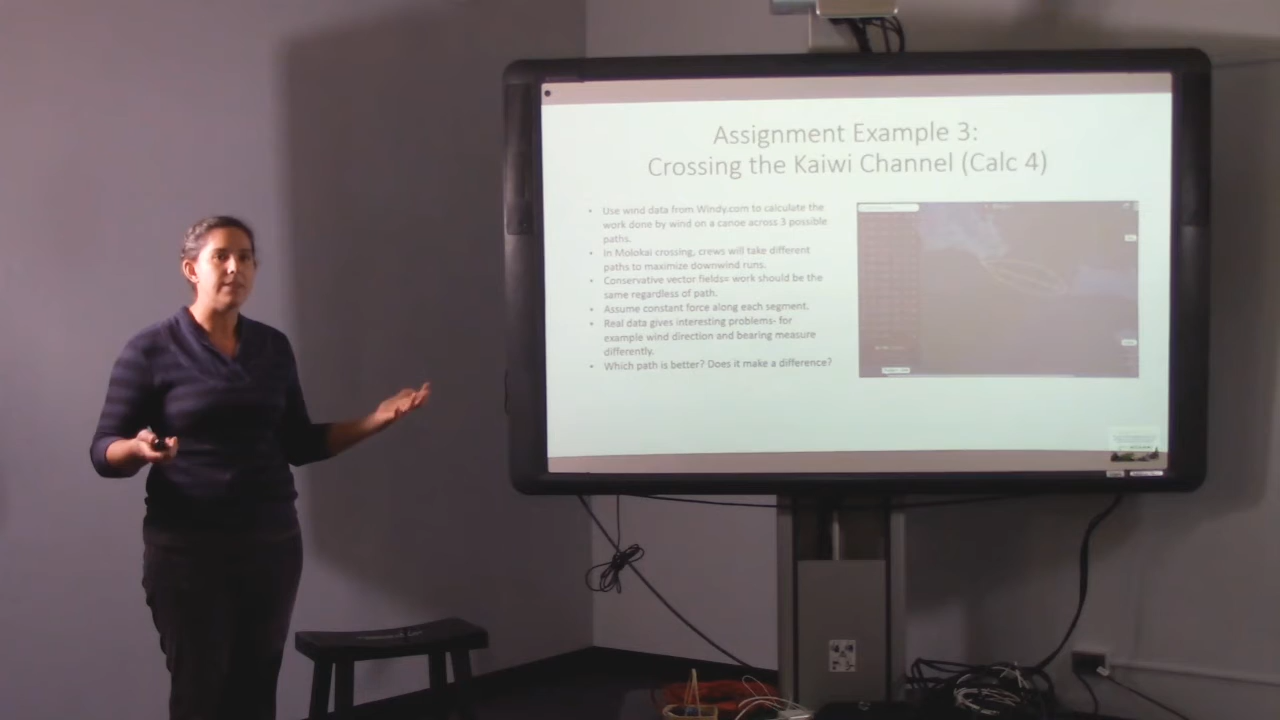 Assignment Example 3:
Crossing the Kaiwi Channel (Calc 4)
• Use wind data from Windy.com to calculate the
work done by wind on a canoe across 3 possible
paths.
• In Molokai crossing, crews will take different
paths to maximize downwind runs.
• Conservative vector fields= work should be the
same regardless of path.
• Assume constant force along each segment.
• Real data gives interesting problems- for
example wind direction and bearing measure
differently.
• Which path is better? Does it make a difference?